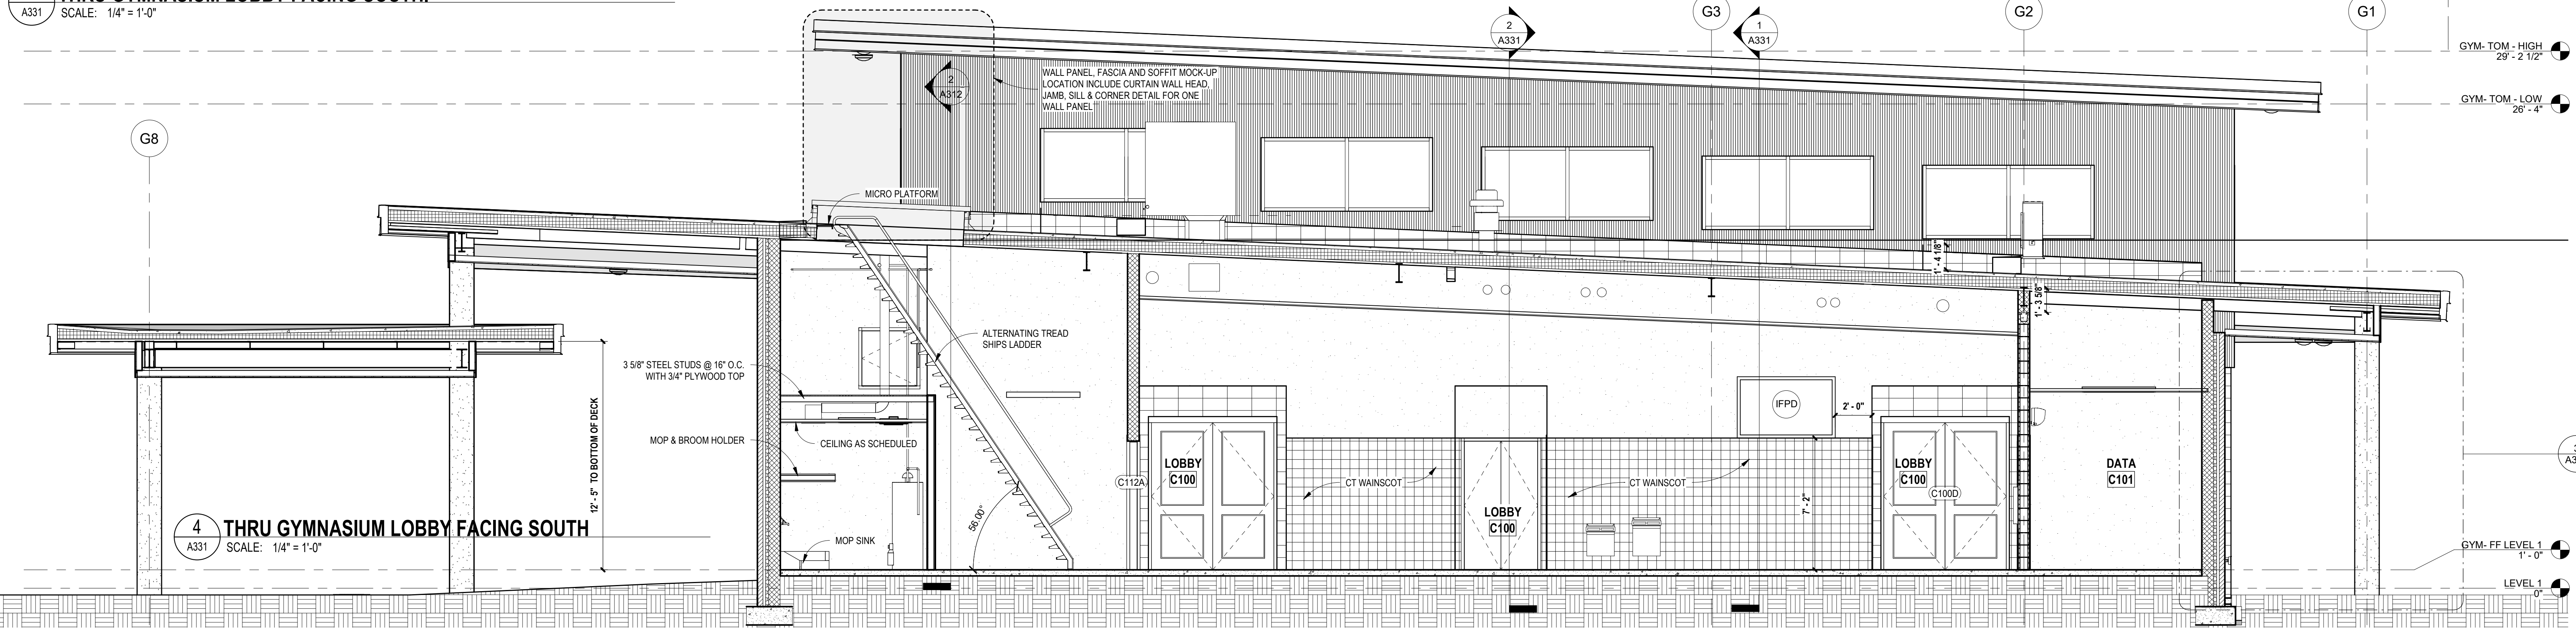 THRU GYMNASIUM LOBBY FACING SOUTH.
A331
SCALE: 1/4" = 1'-0"
2
A331
G3
1
A331
G2
G1
GYM- TOM - HIGH
29' - 2 1/2"
GYM- TOM - LOW
26' - 4"
2
A312
WALL PANEL, FASCIA AND SOFFIT MOCK-UP
LOCATION INCLUDE CURTAIN WALL HEAD,
JAMB, SILL & CORNER DETAIL FOR ONE
WALL PANEL
G8
MICRO PLATFORM
1' - 4 1/8"
1' - 3 5/8"
ALTERNATING TREAD
SHIPS LADDER
3 5/8" STEEL STUDS @ 16" O.C.
WITH 3/4" PLYWOOD TOP
12' - 5" TO BOTTOM OF DECK
IFPD
2' - 0"
MOP & BROOM HOLDER
CEILING AS SCHEDULED
LOBBY
C100
C112A
CT WAINSCOT
LOBBY
C100
CT WAINSCOT
7' - 2"
LOBBY
C100
C100D
DATA
C101
56.00°
MOP SINK
4
A331
THRU GYMNASIUM LOBBY FACING SOUTH
SCALE: 1/4" = 1'-0"
GYM- FF LEVEL 1
1' - 0"
LEVEL 1
0"